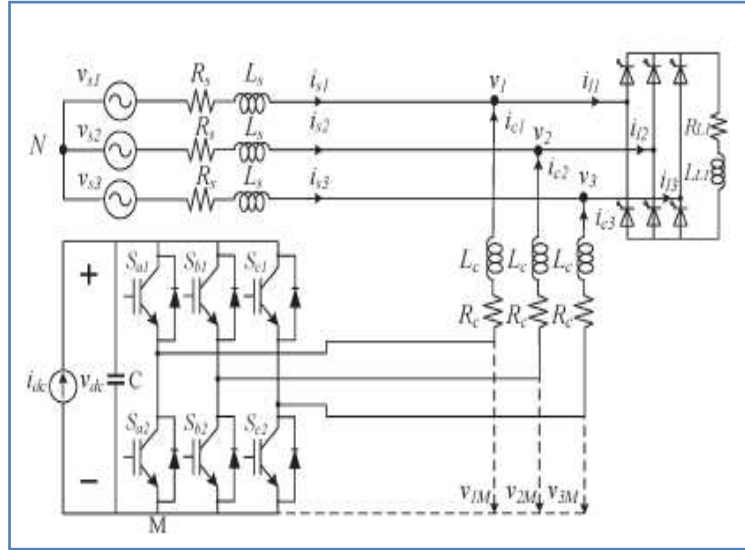 v_s1 R_s L_s i_s1 v_1 i_l1
i_c1
v_s2 R_s L_s i_s2 v_2 i_l2 R_L1
N
i_c2 L_L1
v_s3 R_s L_s i_s3 v_3 i_l3
i_c3
S_a1 S_b1 S_c1 L_c L_c L_c
+
R_c R_c R_c
i_dc v_dc C
S_a2 S_b2 S_c2
−
v_1M v_2M v_3M
M